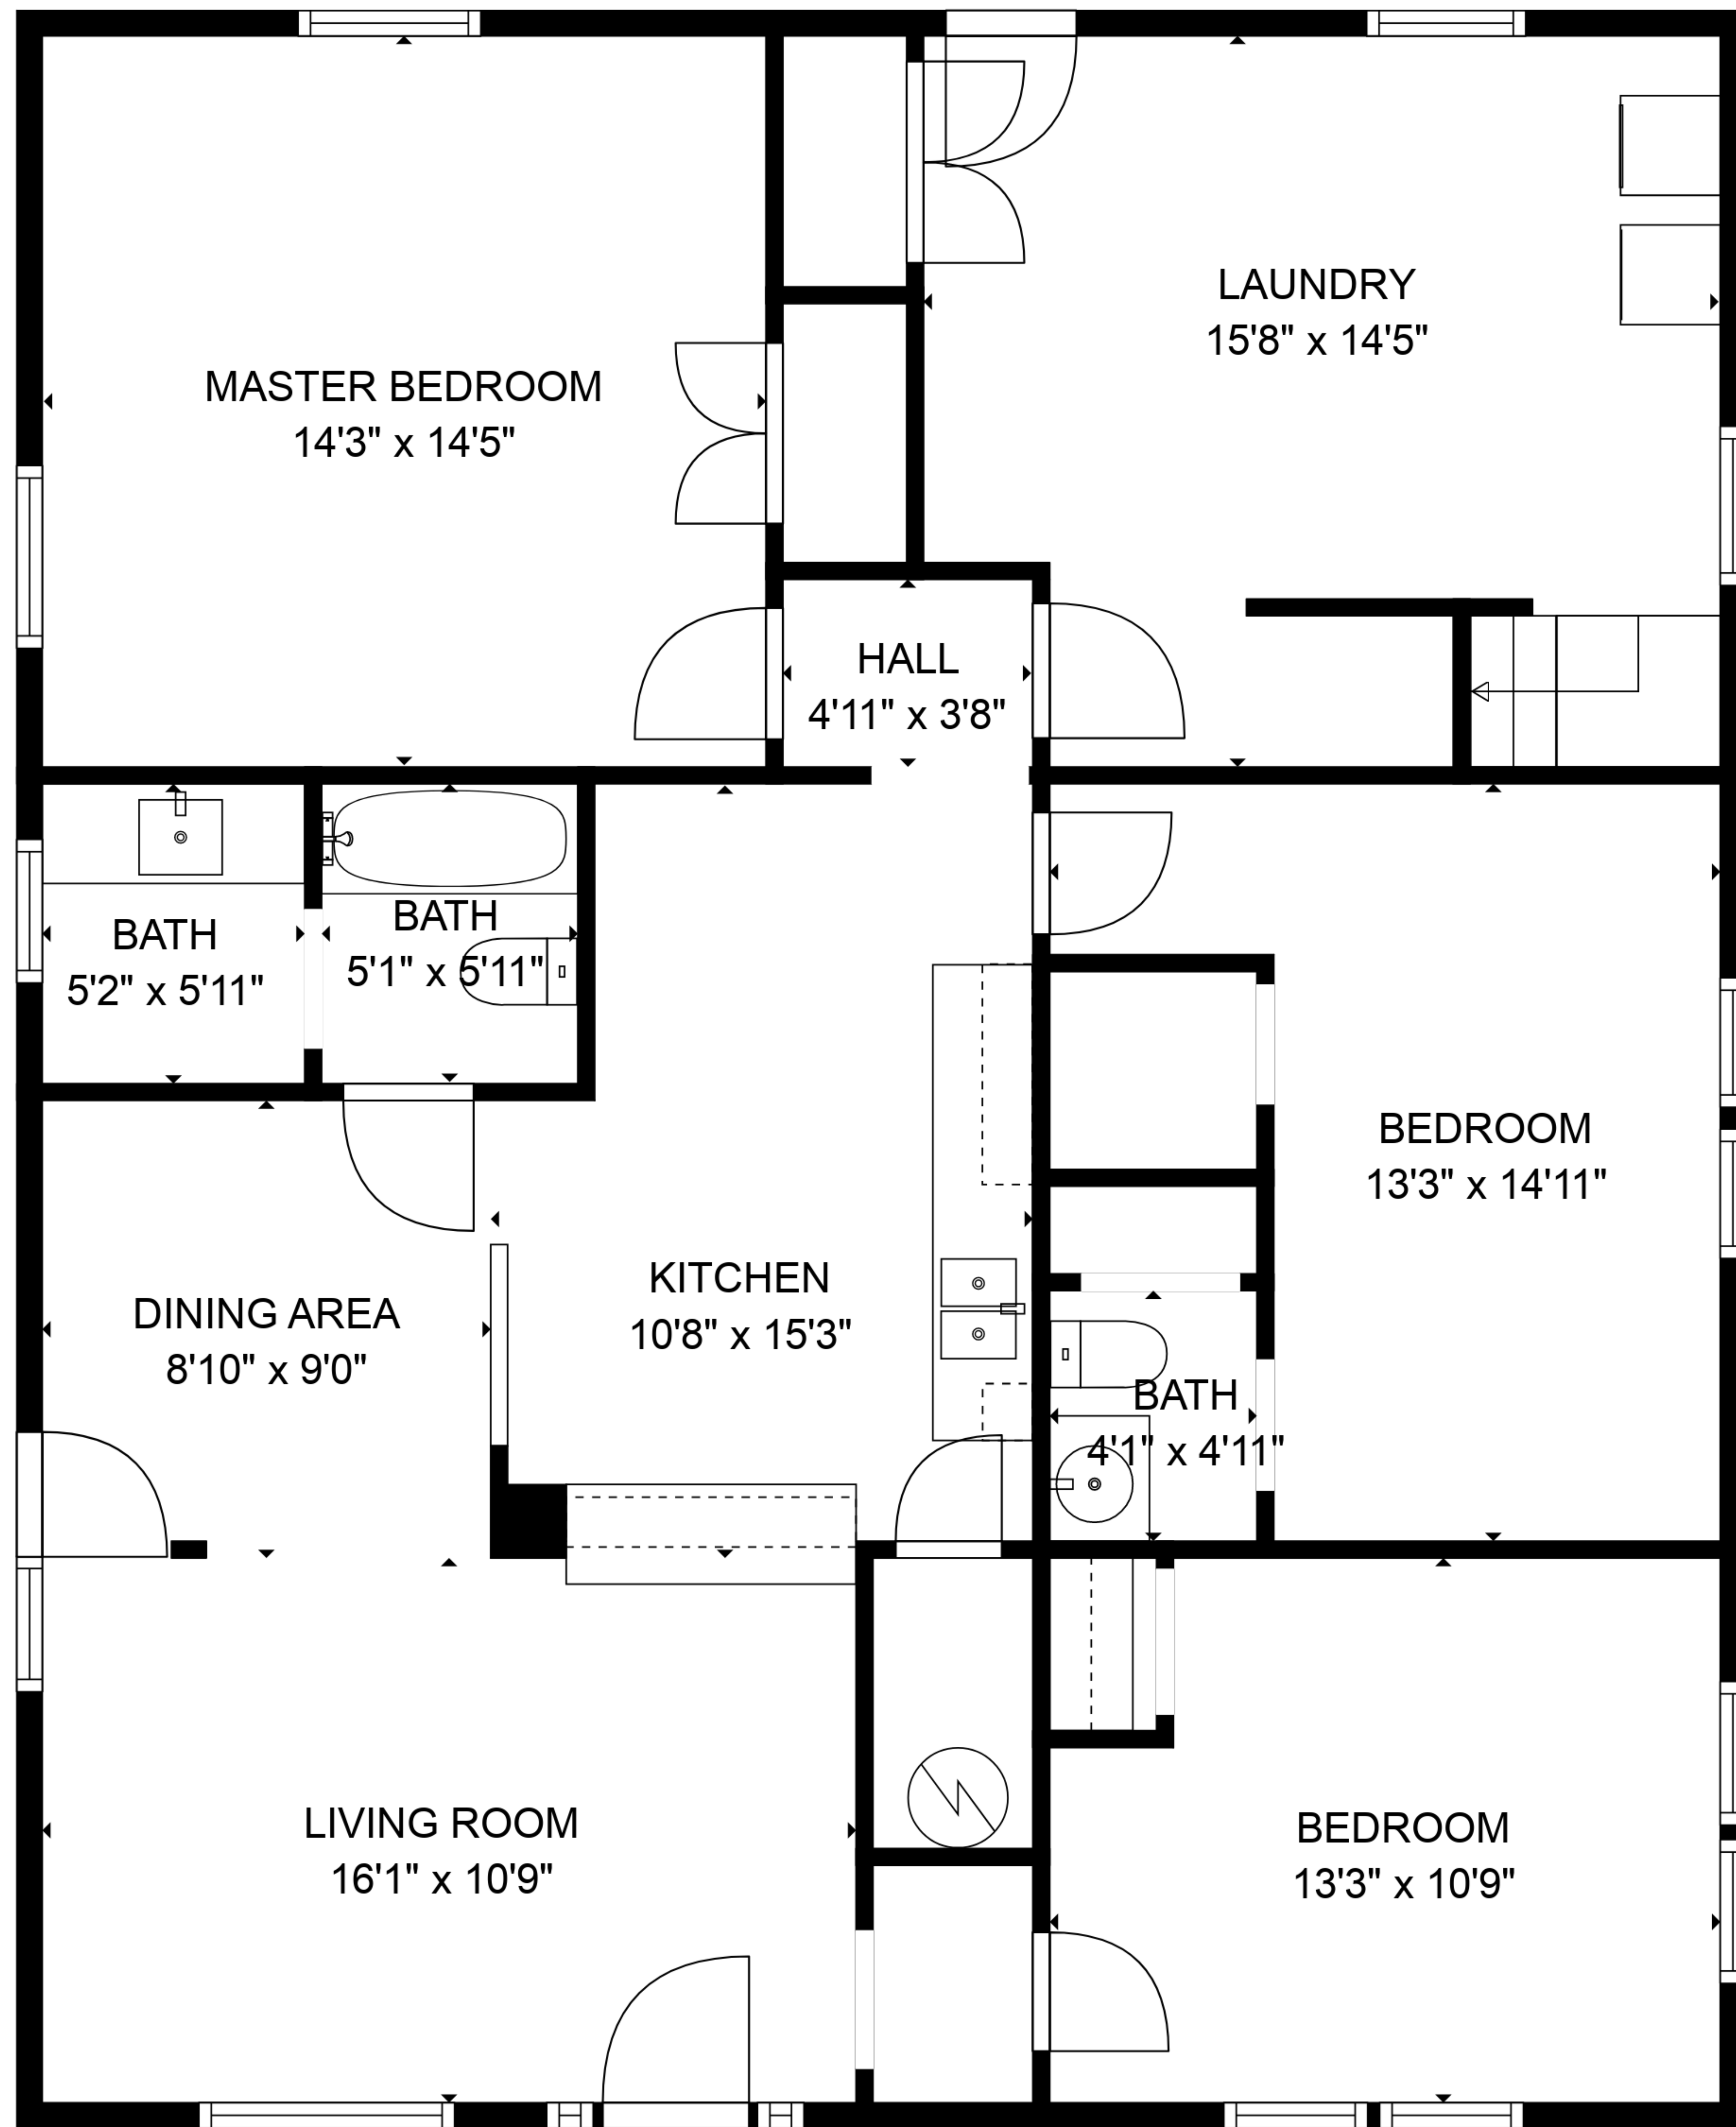 LAUNDRY
15'8" x 14'5"
MASTER BEDROOM
14'3" x 14'5"
HALL
4'11" x 3'8"
BATH
5'2" x 5'11"
BATH
5'1" x 5'11"
BEDROOM
13'3" x 14'11"
KITCHEN
10'8" x 15'3"
DINING AREA
8'10" x 9'0"
BATH
4'1" x 4'11"
LIVING ROOM
16'1" x 10'9"
BEDROOM
13'3" x 10'9"